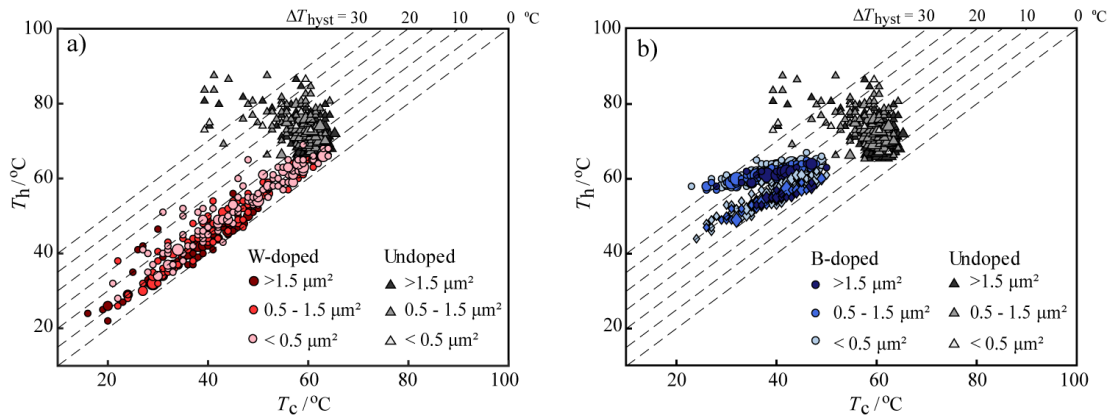 ΔThyst = 30 20 10 0 ºC
a)
100
80
60
40
20
Th/ºC
W-doped Undoped
>1.5 µm² >1.5 µm²
0.5 - 1.5 µm² 0.5 - 1.5 µm²
< 0.5 µm² < 0.5 µm²
20 40 60 80 100
Tc/ºC
ΔThyst = 30 20 10 0 ºC
b)
100
80
60
40
20
Th/ºC
B-doped Undoped
>1.5 µm² >1.5 µm²
0.5 - 1.5 µm² 0.5 - 1.5 µm²
< 0.5 µm² < 0.5 µm²
20 40 60 80 100
Tc/ºC